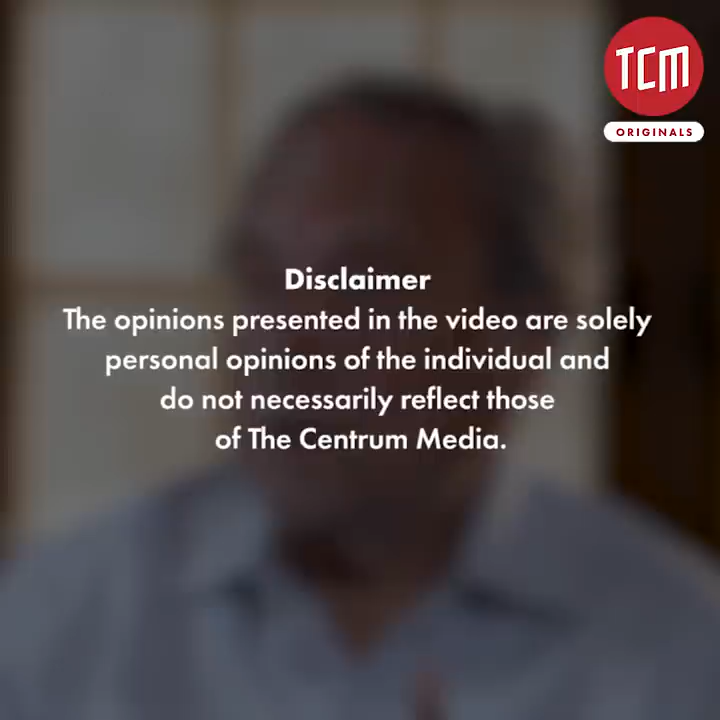 TCM
ORIGINALS
Disclaimer
The opinions presented in the video are solely
personal opinions of the individual and
do not necessarily reflect those
of The Centrum Media.